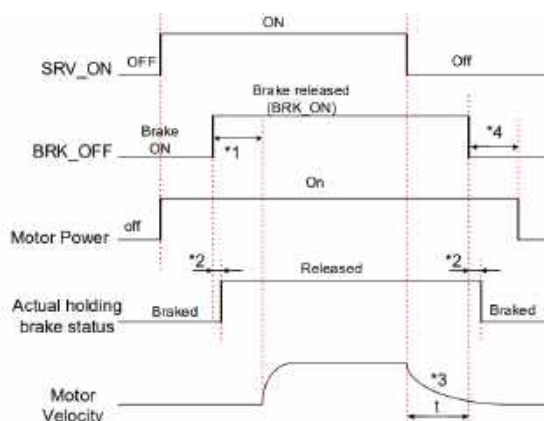 ON
SRV_ON
OFF
Off
Brake released
(BRK_ON)
Brake
ON
*1
*4
BRK_OFF
On
off
Motor Power
*2
*2
Released
Actual holding
brake status
Braked
Braked
*3
Motor
Velocity
t